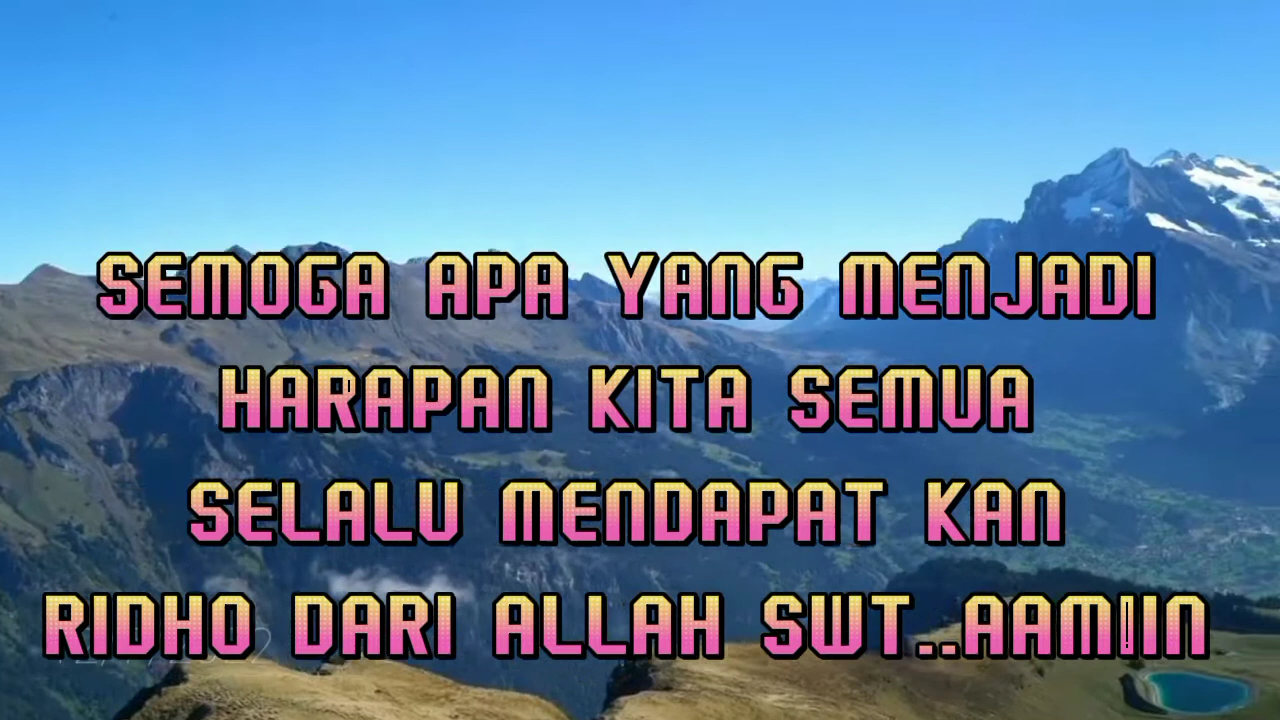 SEMOGA APA YANG MENJADI
HARAPAN KITA SEMUA
SELALU MENDAPAT KAN
RIDHO DARI ALLAH SWT..AAMIIN